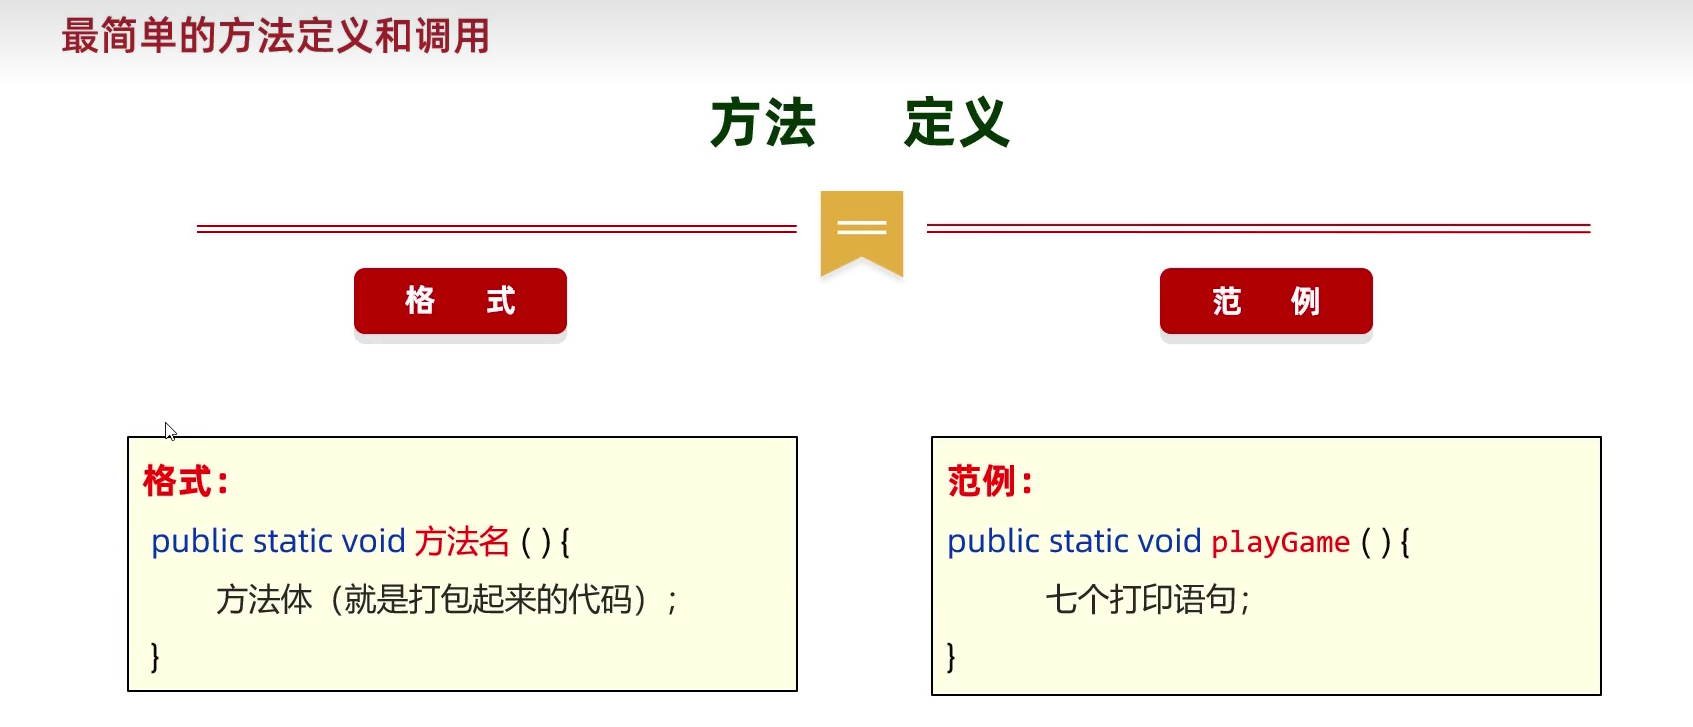 最简单的方法定义和调用
方法 定义
格 式
范 例
格式：
public static void 方法名 ( ) {
方法体（就是打包起来的代码）；
}
范例：
public static void playGame ( ) {
七个打印语句；
}